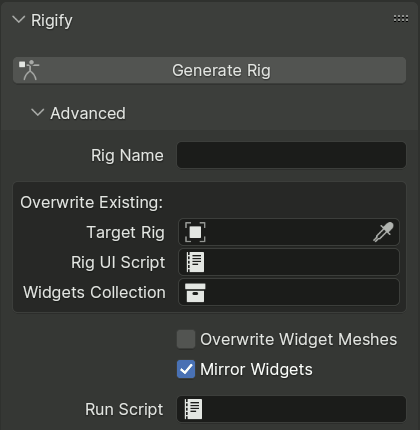 Rigify
Generate Rig
Advanced
Rig Name
Overwrite Existing:
Target Rig
Rig UI Script
Widgets Collection
Overwrite Widget Meshes
Mirror Widgets
Run Script